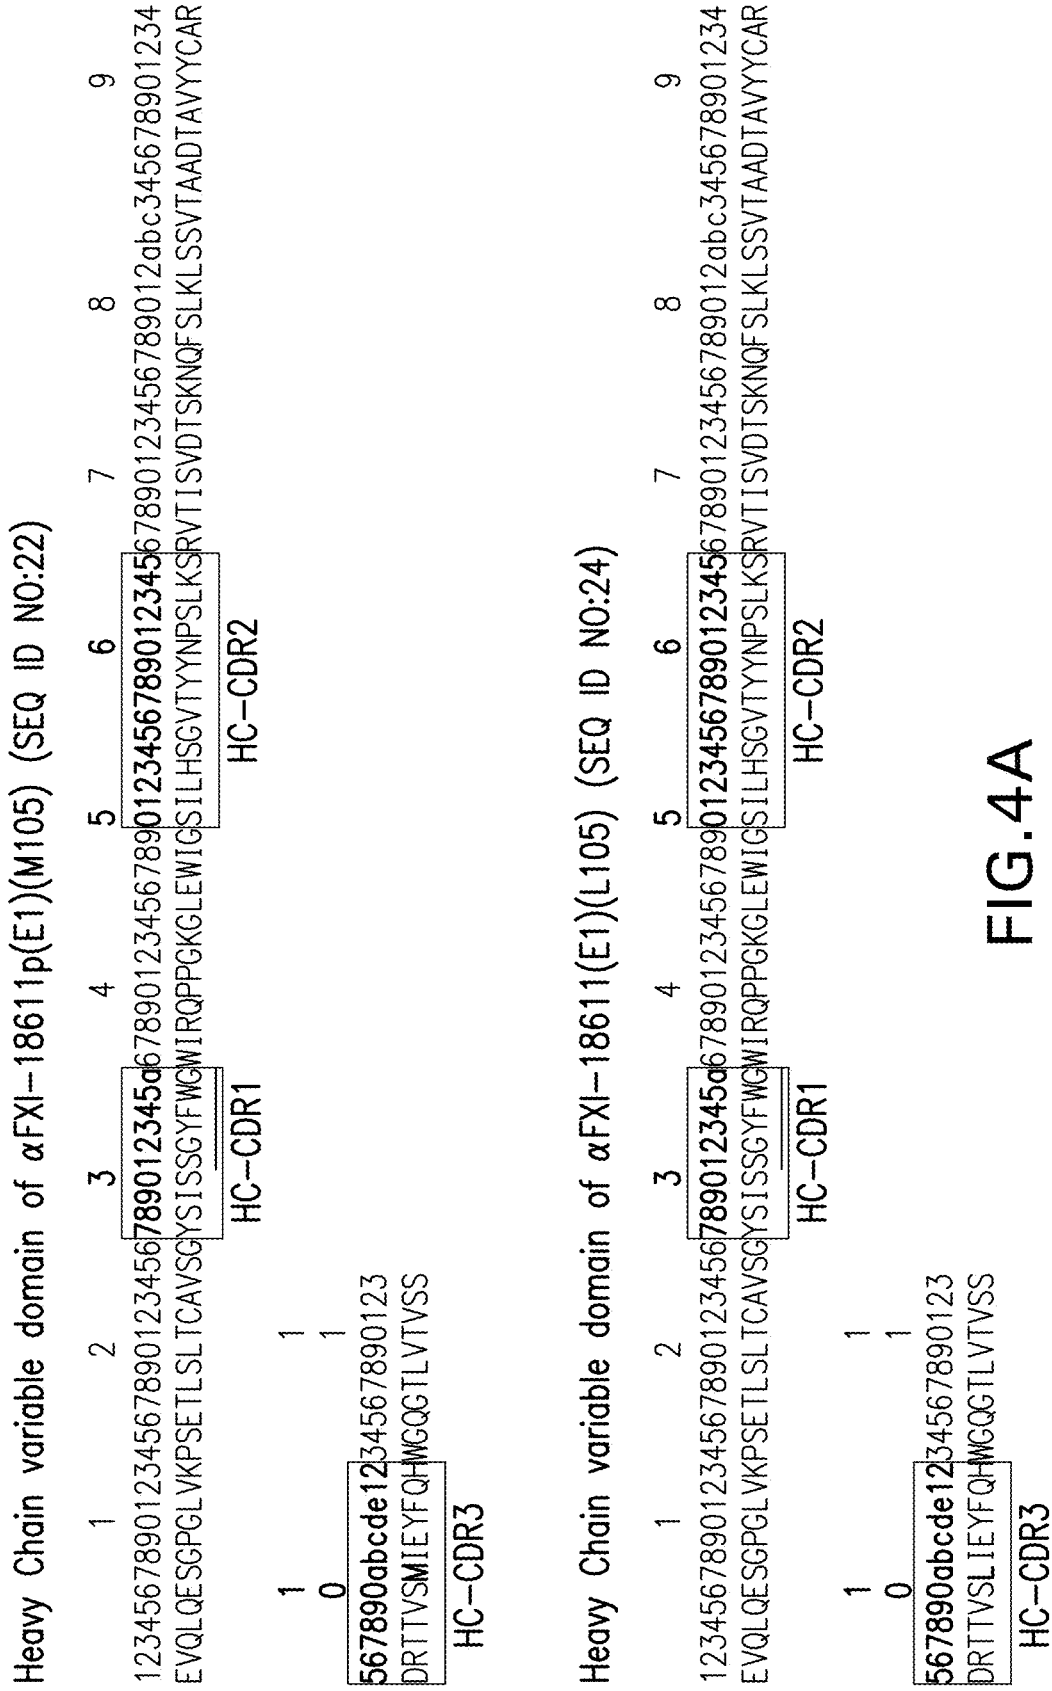 Heavy Chain variable domain of αFXI–18611p(E1)(M105) (SEQ ID NO:22)
1 2 3 4 5 6 7 8 9
1234567890123456789012345678901234567890123456789012345a6789012345678901234567890123456789012abc345678901234
EVQLQESGPGLVKPSETLSLTCAVSGYSISSGYFWGWIRQPPGKGLEWIGSILHSGVTYYNPSLKSRVTISVDTSKNQFSLKLSSVTAADTAVYYCAR
HC–CDR1 HC–CDR2
1 1
0 1
567890abcde1234567890123
DRTTVSMIEYFQHWGQGTLVTVSS
HC–CDR3
Heavy Chain variable domain of αFXI–18611(E1)(L105) (SEQ ID NO:24)
1 2 3 4 5 6 7 8 9
12345678901234567890123456789012345a67890123456789012345678901234567890123456789012abc345678901234
EVQLQESGPGLVKPSETLSLTCAVSGYSISSGYFWGWIRQPPGKGLEWIGSILHSGVTYYNPSLKSRVTISVDTSKNQFSLKLSSVTAADTAVYYCAR
HC–CDR1 HC–CDR2
1 1
0 1
567890abcde1234567890123
DRTTVSLIEYFQHWGQGTLVTVSS
HC–CDR3
FIG.4A